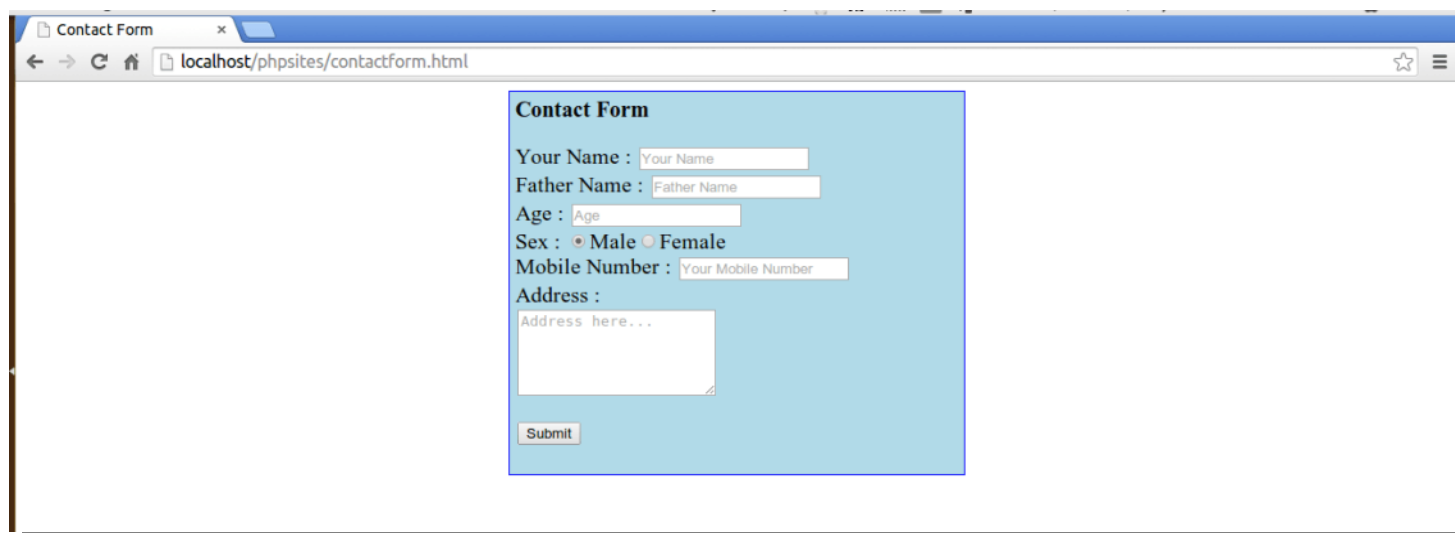 Contact Form
localhost/phpsites/contactform.html
Contact Form
Your Name : Your Name
Father Name : Father Name
Age : Age
Sex : Male Female
Mobile Number : Your Mobile Number
Address :
Address here...
Submit